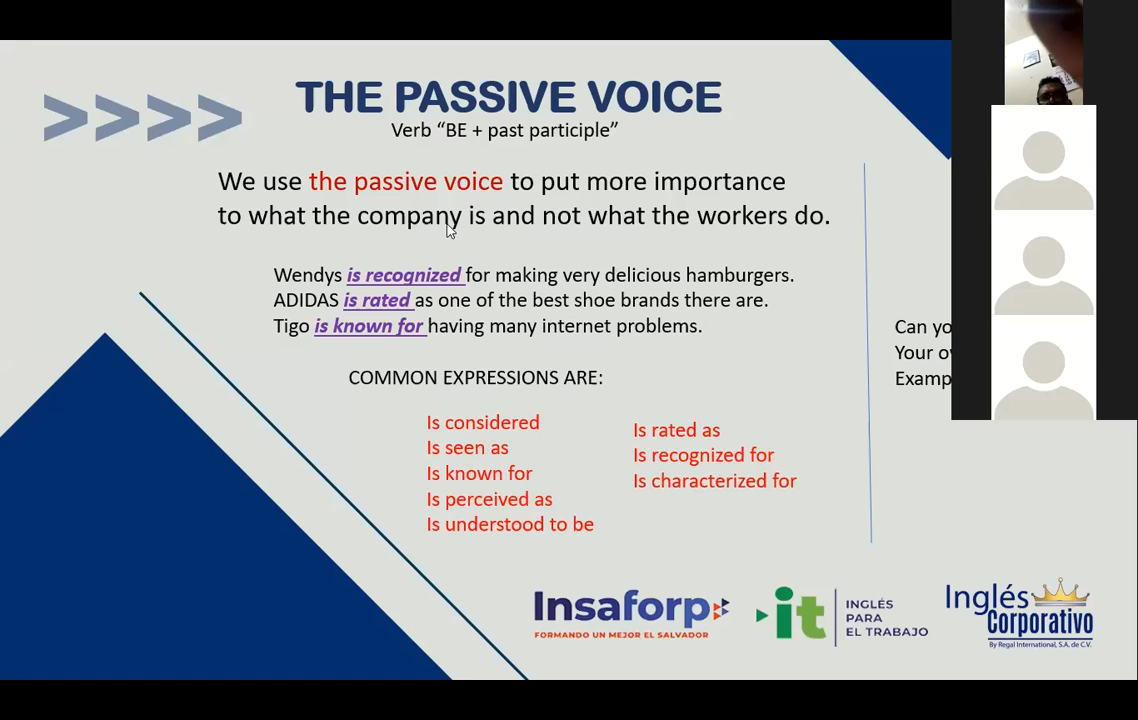 >>>>
THE PASSIVE VOICE
Verb “BE + past participle”
We use the passive voice to put more importance
to what the company is and not what the workers do.
Wendys is recognized for making very delicious hamburgers.
ADIDAS is rated as one of the best shoe brands there are.
Tigo is known for having many internet problems.
COMMON EXPRESSIONS ARE:
Is considered
Is seen as
Is known for
Is perceived as
Is understood to be
Is rated as
Is recognized for
Is characterized for
Can yo
Your o
Examp
Insaforp
FORMANDO UN MEJOR EL SALVADOR
it
INGLÉS
PARA
EL TRABAJO
Inglés
Corporativo
By Regal International, S.A. de C.V.